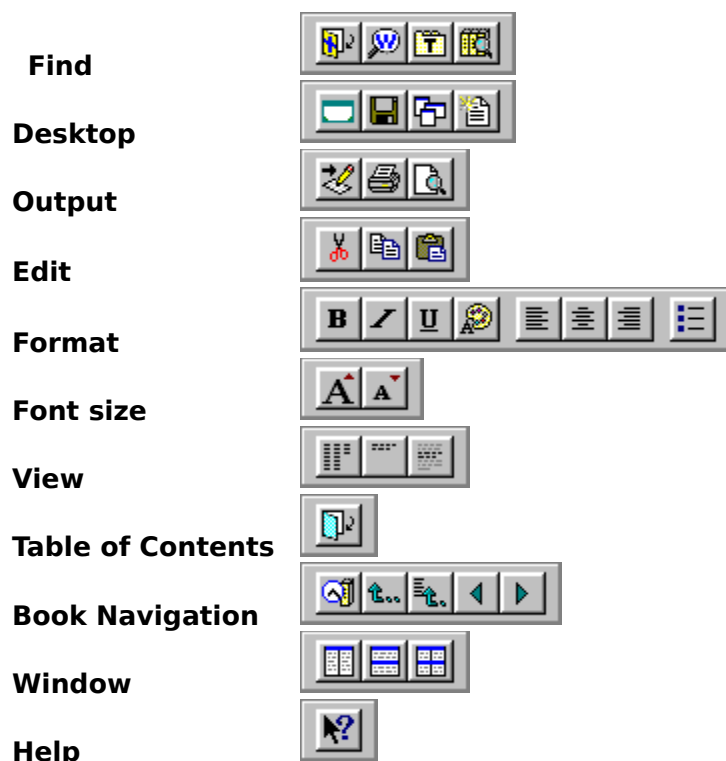 Find
Desktop
Output
Edit
Format
B I U A
Font size
A A
View
Table of Contents
Book Navigation
Window
Help
?